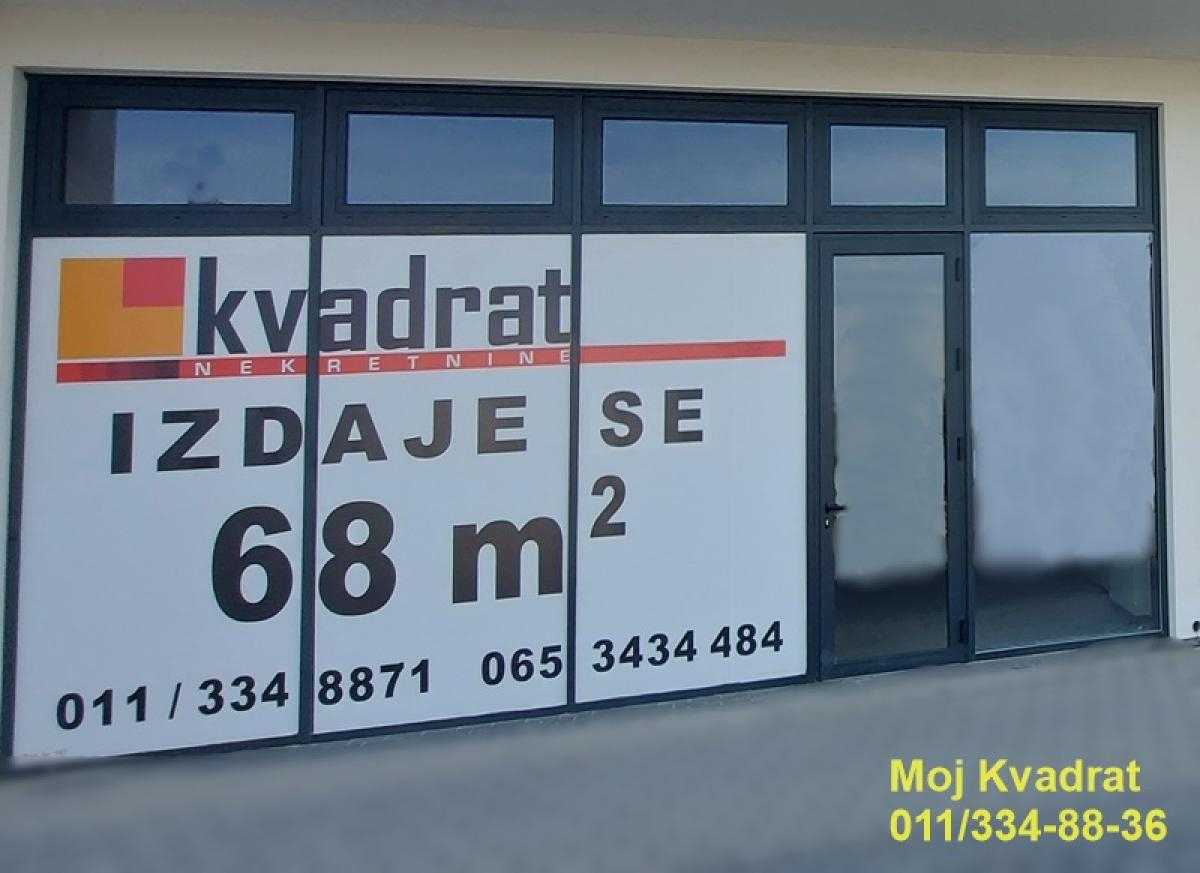 kvadrat
NEKRETNINE
IZDAJE SE
68 m²
011 / 334 8871 065 3434 484
Moj Kvadrat
011/334-88-36